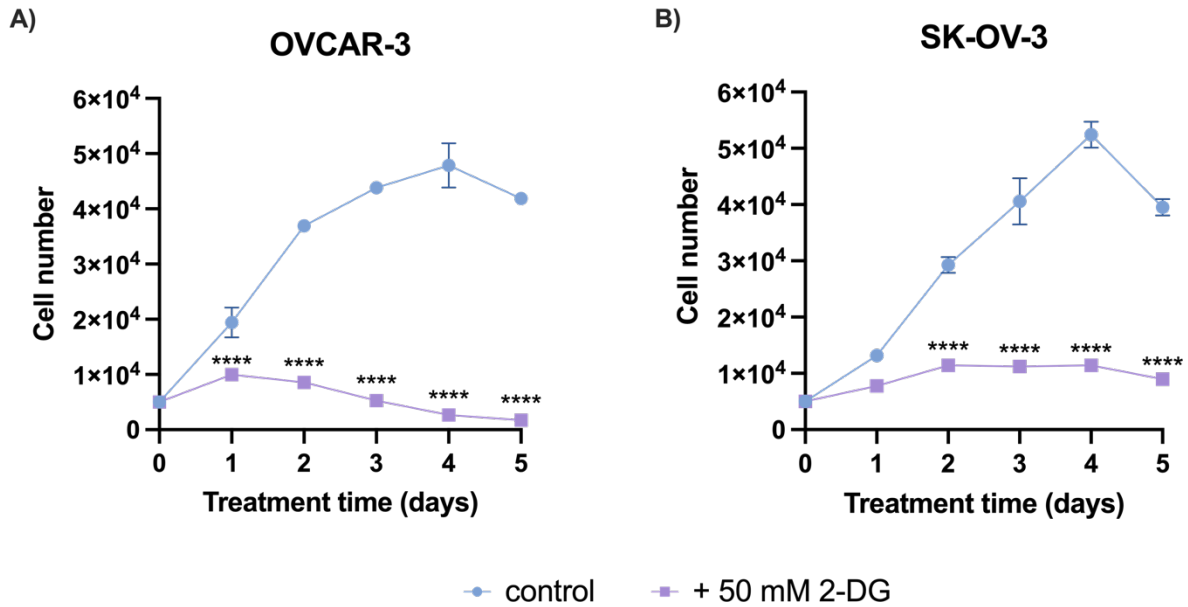 A)
OVCAR-3
6×10⁴
5×10⁴
4×10⁴
3×10⁴
2×10⁴
1×10⁴
0
Cell number
**** **** **** **** ****
0 1 2 3 4 5
Treatment time (days)
B)
SK-OV-3
6×10⁴
5×10⁴
4×10⁴
3×10⁴
2×10⁴
1×10⁴
0
Cell number
**** **** **** ****
0 1 2 3 4 5
Treatment time (days)
control + 50 mM 2-DG